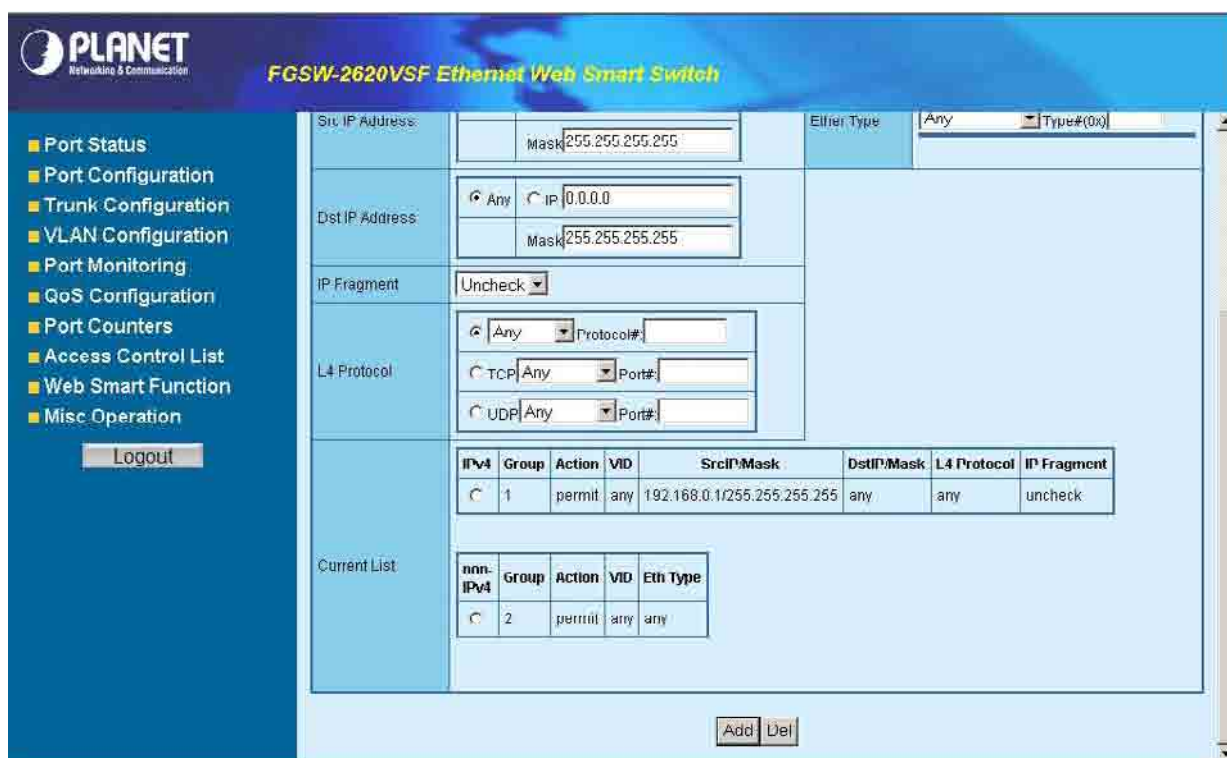 PLANET
Networking & Communication
FGSW-2620VSF Ethernet Web Smart Switch
Port Status
Port Configuration
Trunk Configuration
VLAN Configuration
Port Monitoring
QoS Configuration
Port Counters
Access Control List
Web Smart Function
Misc Operation
Logout
Src IP Address
Mask 255.255.255.255
Ether Type
Any Type#(0x)
Dst IP Address
Any IP 0.0.0.0
Mask 255.255.255.255
IP Fragment
Uncheck
L4 Protocol
Any Protocol#:
TCP Any Port#:
UDP Any Port#:
Current List
IPv4 Group Action VID SrcIP/Mask DstIP/Mask L4 Protocol IP Fragment
1 permit any 192.168.0.1/255.255.255.255 any any uncheck
non-IPv4 Group Action VID Eth Type
2 permit any any
Add Del